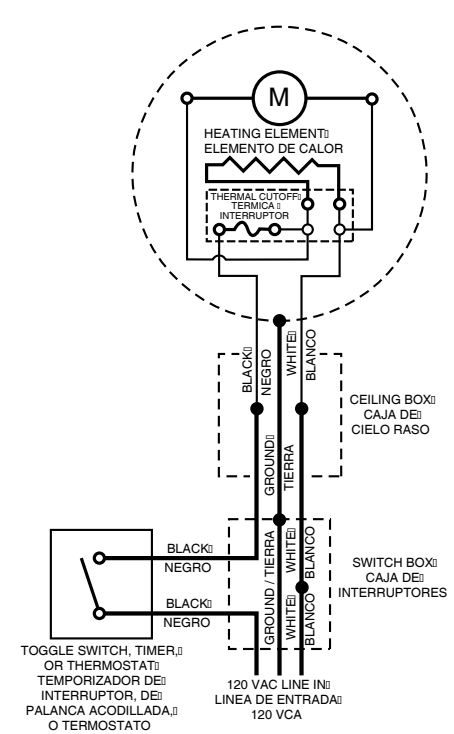 M
HEATING ELEMENT
ELEMENTO DE CALOR
THERMAL CUTOFF
TERMICA
INTERRUPTOR
BLACK
NEGRO
WHITE
BLANCO
CEILING BOX
CAJA DE
CIELO RASO
GROUND
TIERRA
BLACK
NEGRO
GROUND / TIERRA
WHITE
BLANCO
SWITCH BOX
CAJA DE
INTERRUPTORES
BLACK
NEGRO
WHITE
BLANCO
TOGGLE SWITCH, TIMER,
OR THERMOSTAT
TEMPORIZADOR DE
INTERRUPTOR, DE
PALANCA ACODILLADA,
O TERMOSTATO
120 VAC LINE IN
LINEA DE ENTRADA
120 VCA